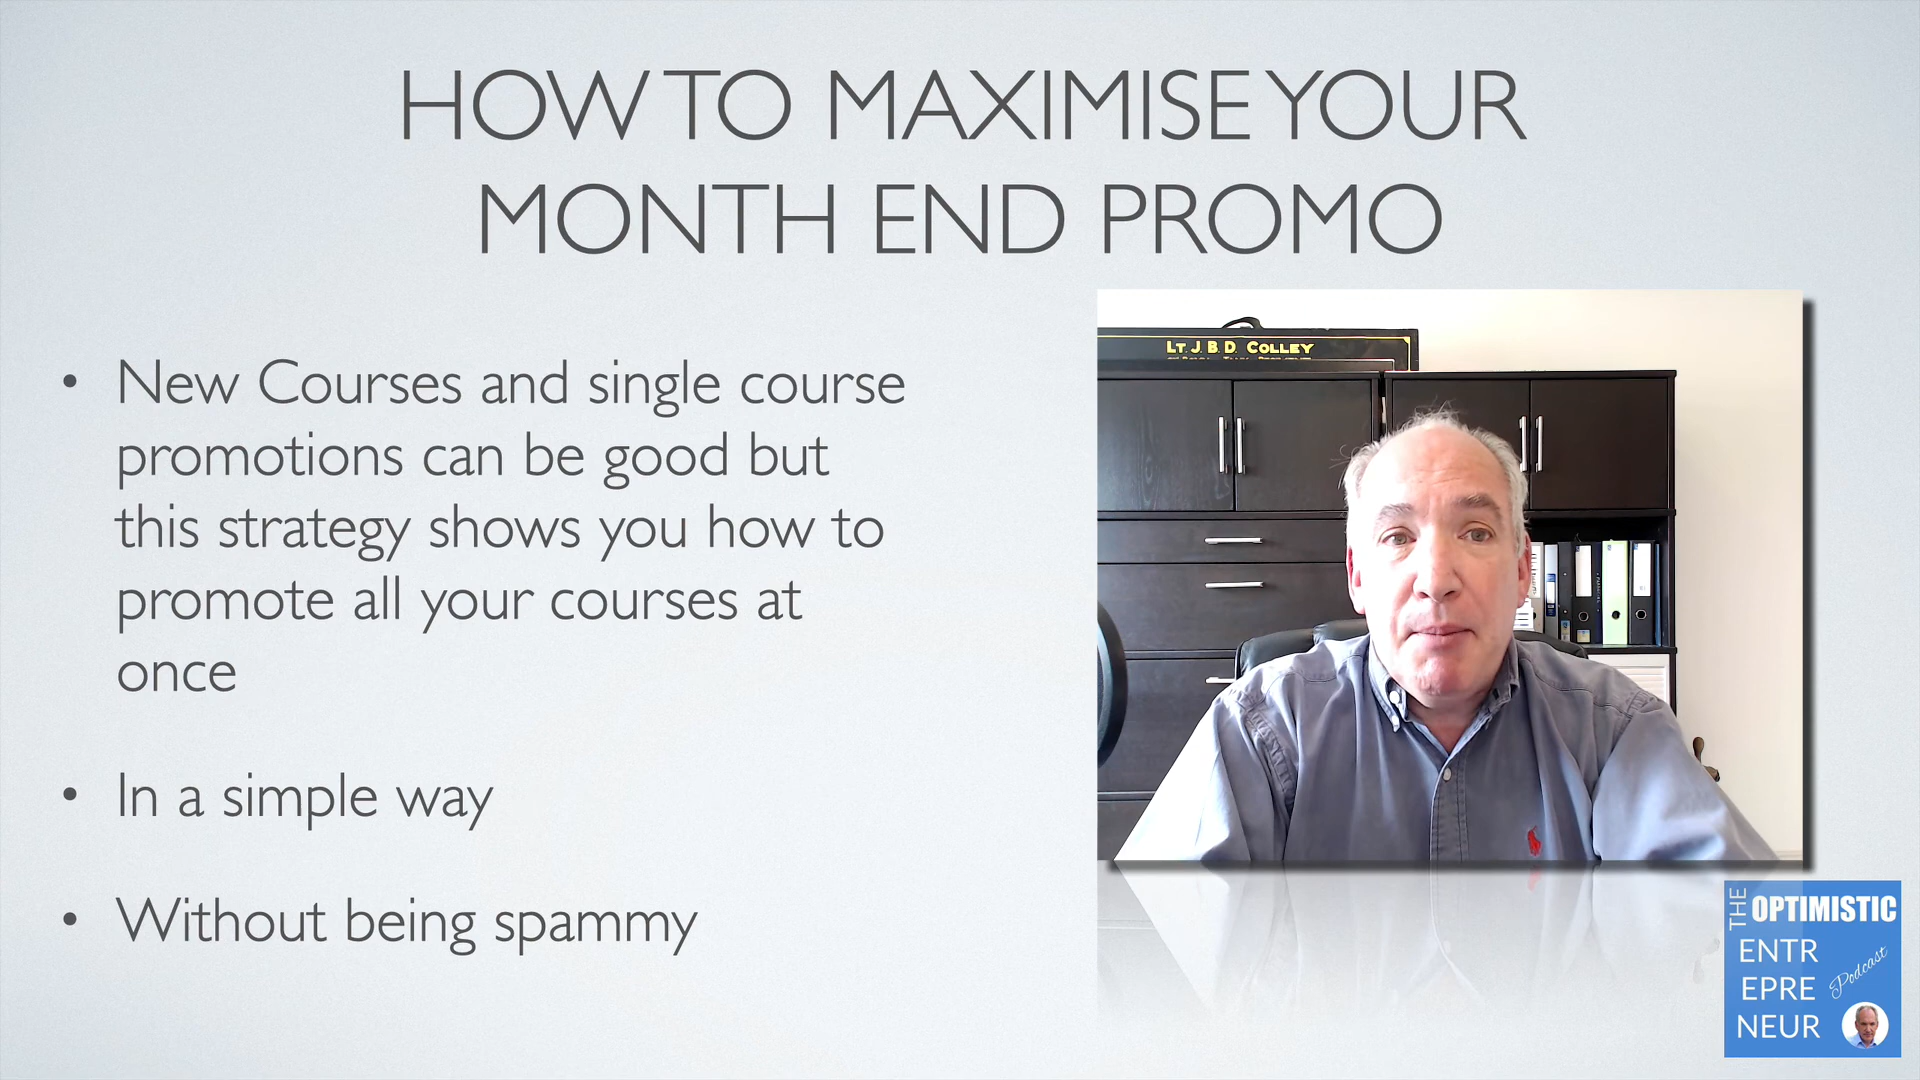 HOW TO MAXIMISE YOUR
MONTH END PROMO
• New Courses and single course
promotions can be good but
this strategy shows you how to
promote all your courses at
once
• In a simple way
• Without being spammy
LT. J. B. D. COLLEY
THE OPTIMISTIC
ENTR
EPRE
NEUR
Podcast